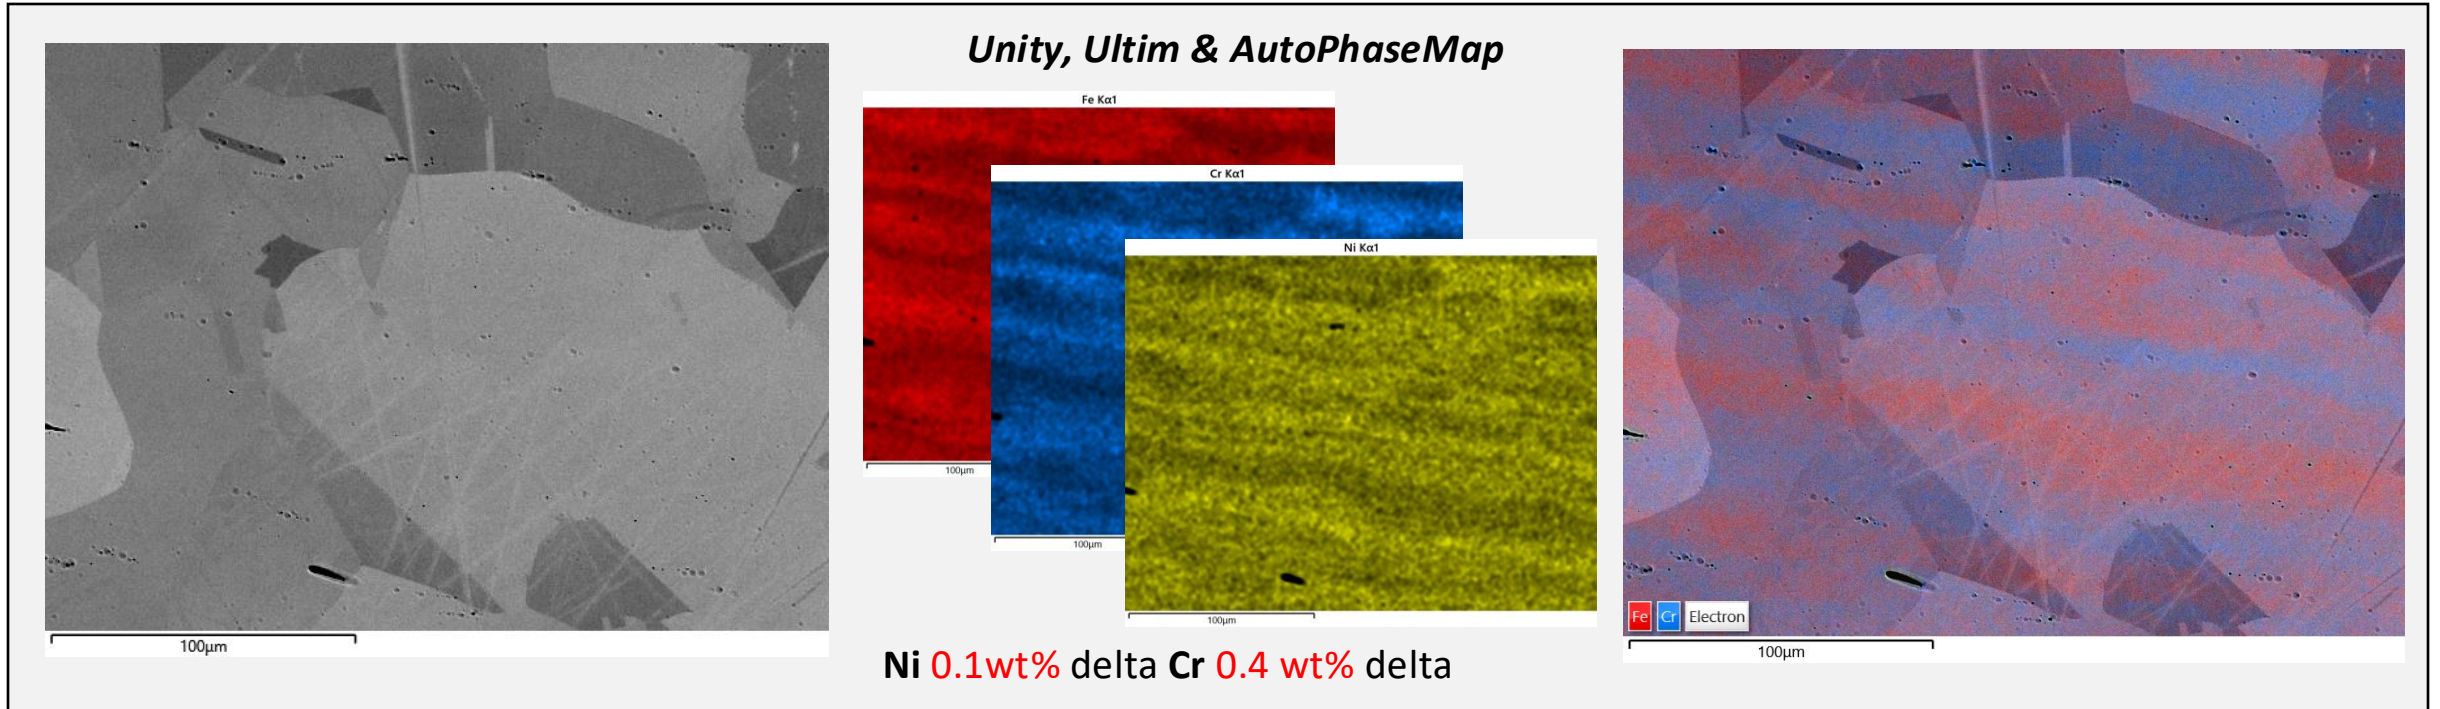 Unity, Ultim & AutoPhaseMap
100µm
Fe Kα1
100µm
Cr Kα1
100µm
Ni Kα1
100µm
Fe Cr Electron
100µm
Ni 0.1wt% delta Cr 0.4 wt% delta